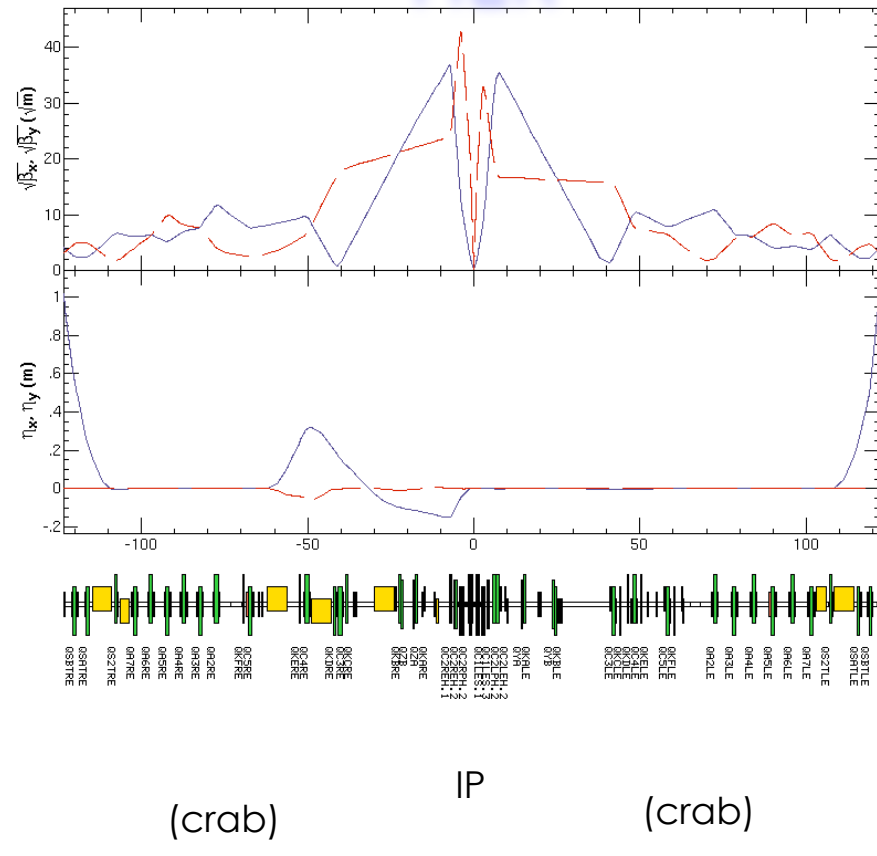 40
30
20
10
0
√βx, √βy (√m)
1
.8
.6
.4
.2
0
-.2
ηx, ηy (m)
-100 -50 0 50 100
QSBTRE
QSATRE
QS2TRE
QA7RE
QA6RE
QA5RE
QA4RE
QA3RE
QA2RE
QKFRE
QC5RE
QKERE
QC4RE
QKDRE
QC3RE
QKCRE
QKBRE
QZB
QZA
QKARE
QC2REH.1
QC2REH.2
QC2RPH.2
QC1LES.1
QC1LES.3
QC2LPH.2
QC2LEH.2
QYA
QKALE
QYB
QKBLE
QC3LE
QKCLE
QKDLE
QC4LE
QKELE
QC5LE
QKFLE
QA2LE
QA3LE
QA4LE
QA5LE
QA6LE
QA7LE
QS2TLE
QSATLE
QSBTLE
IP
(crab) (crab)